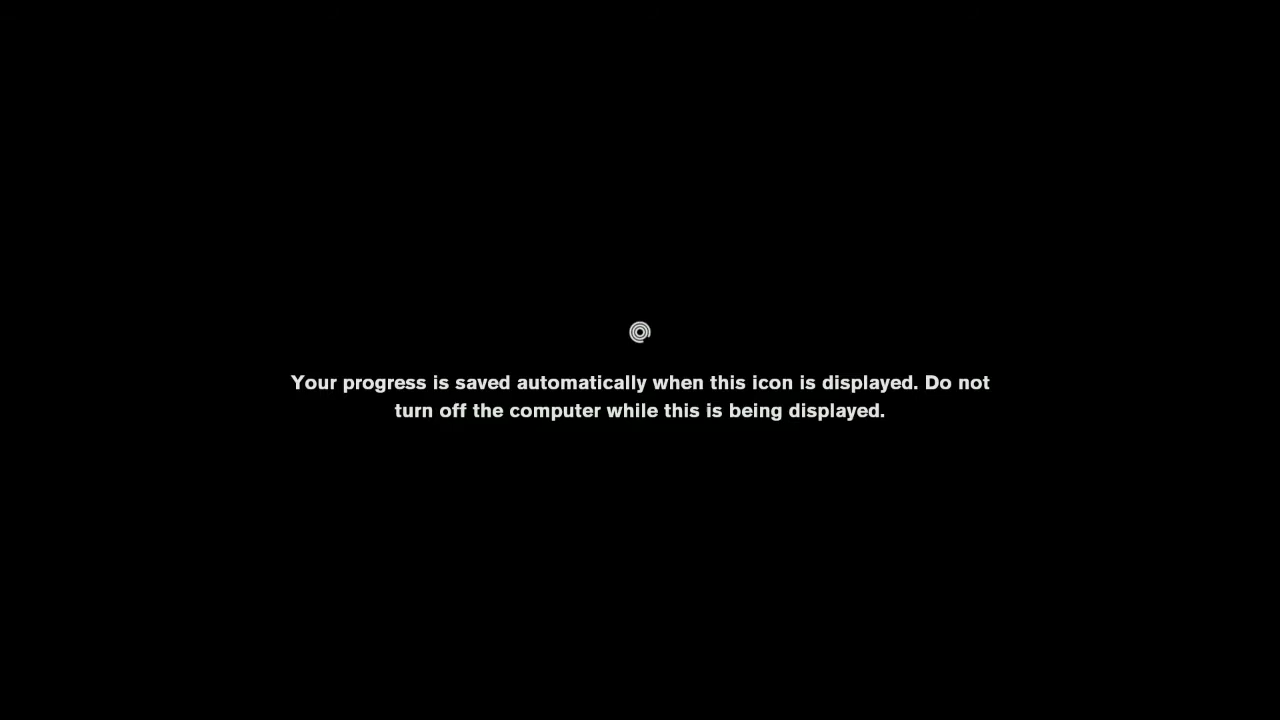 Your progress is saved automatically when this icon is displayed. Do not
turn off the computer while this is being displayed.